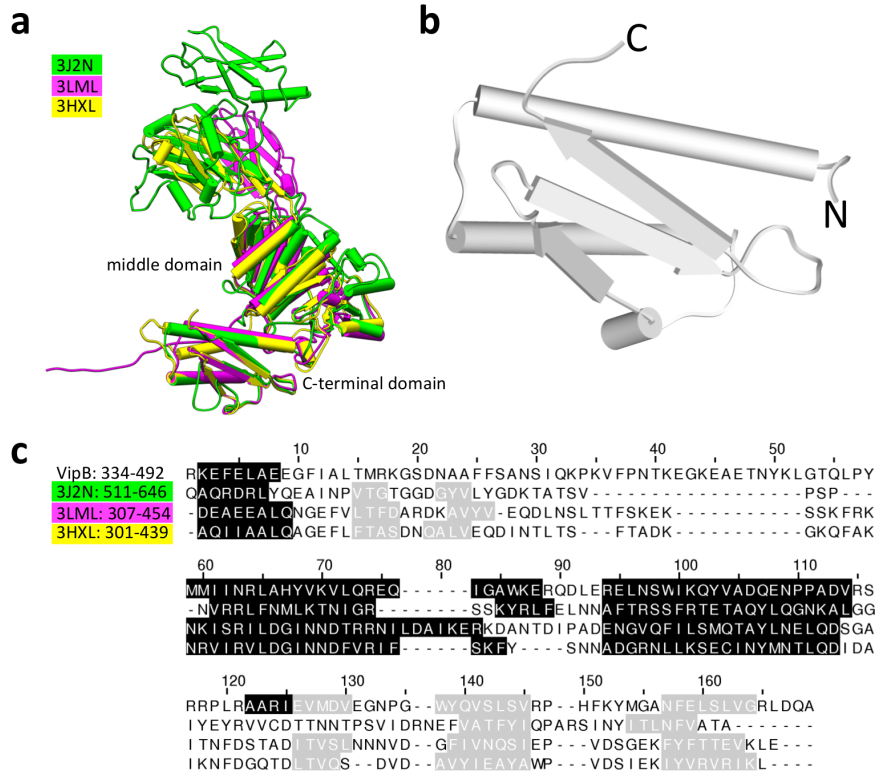 a
b
3J2N
3LML
3HXL
middle domain
C-terminal domain
C
N
c
10 20 30 40 50
VipB: 334-492 RKEFELAEEGFIALTMRKGSDNAAFFSANSIQKPKVFPNTKEGKEAETNYKLGTQLPY
3J2N: 511-646 QAQRDRLYQEAINPVTGTGGDGYVLYGDKTATSV------------------PSP---
3LML: 307-454 -DEAEEALQNGEFVLTFDARDKAVYV-EQDLNSLTTFSFKEK----------SSKFRK
3HXL: 301-439 -AQIIAALQAGEFLFTASDNQALVEQDINTLTS--FTADK------------GKQFAK
60 70 80 90 100 110
MMIINRLAHYVKVLQREQ------IGAWKERQDLERELNSWIKQYVADQENPPADVRS
-NVRRLFNMLKTNIGR--------SSKYRLFELNNAFTRSSFRTETAQYLQGNKALGG
NKISRILDGINNDTRRNILDAIKERKDANTDIPADENGVQFILSMQTAYLNELQDSGA
NRVIRVLDGINNDFVRIF------SKFY----SNNADGRNLLKSECINYMNTLQDIDA
120 130 140 150 160
RRPLRAARIEVMDVEGNPG--WYQVSLSVRP--HFKYMGANFELSLVGRLDQA
IYEYRVVCDTTNNTPSVIDRNEFVATFYIQPARSINYITLNFVATA-------
ITNFDSTADITVSLNNNVD--GFIVNQSIEP--VDSGEKFYFTTEVKLE----
IKNFDGQTDLTVQS--DVD--AVYIEAYAWP--VDSIEKIYVRVRIKL-----